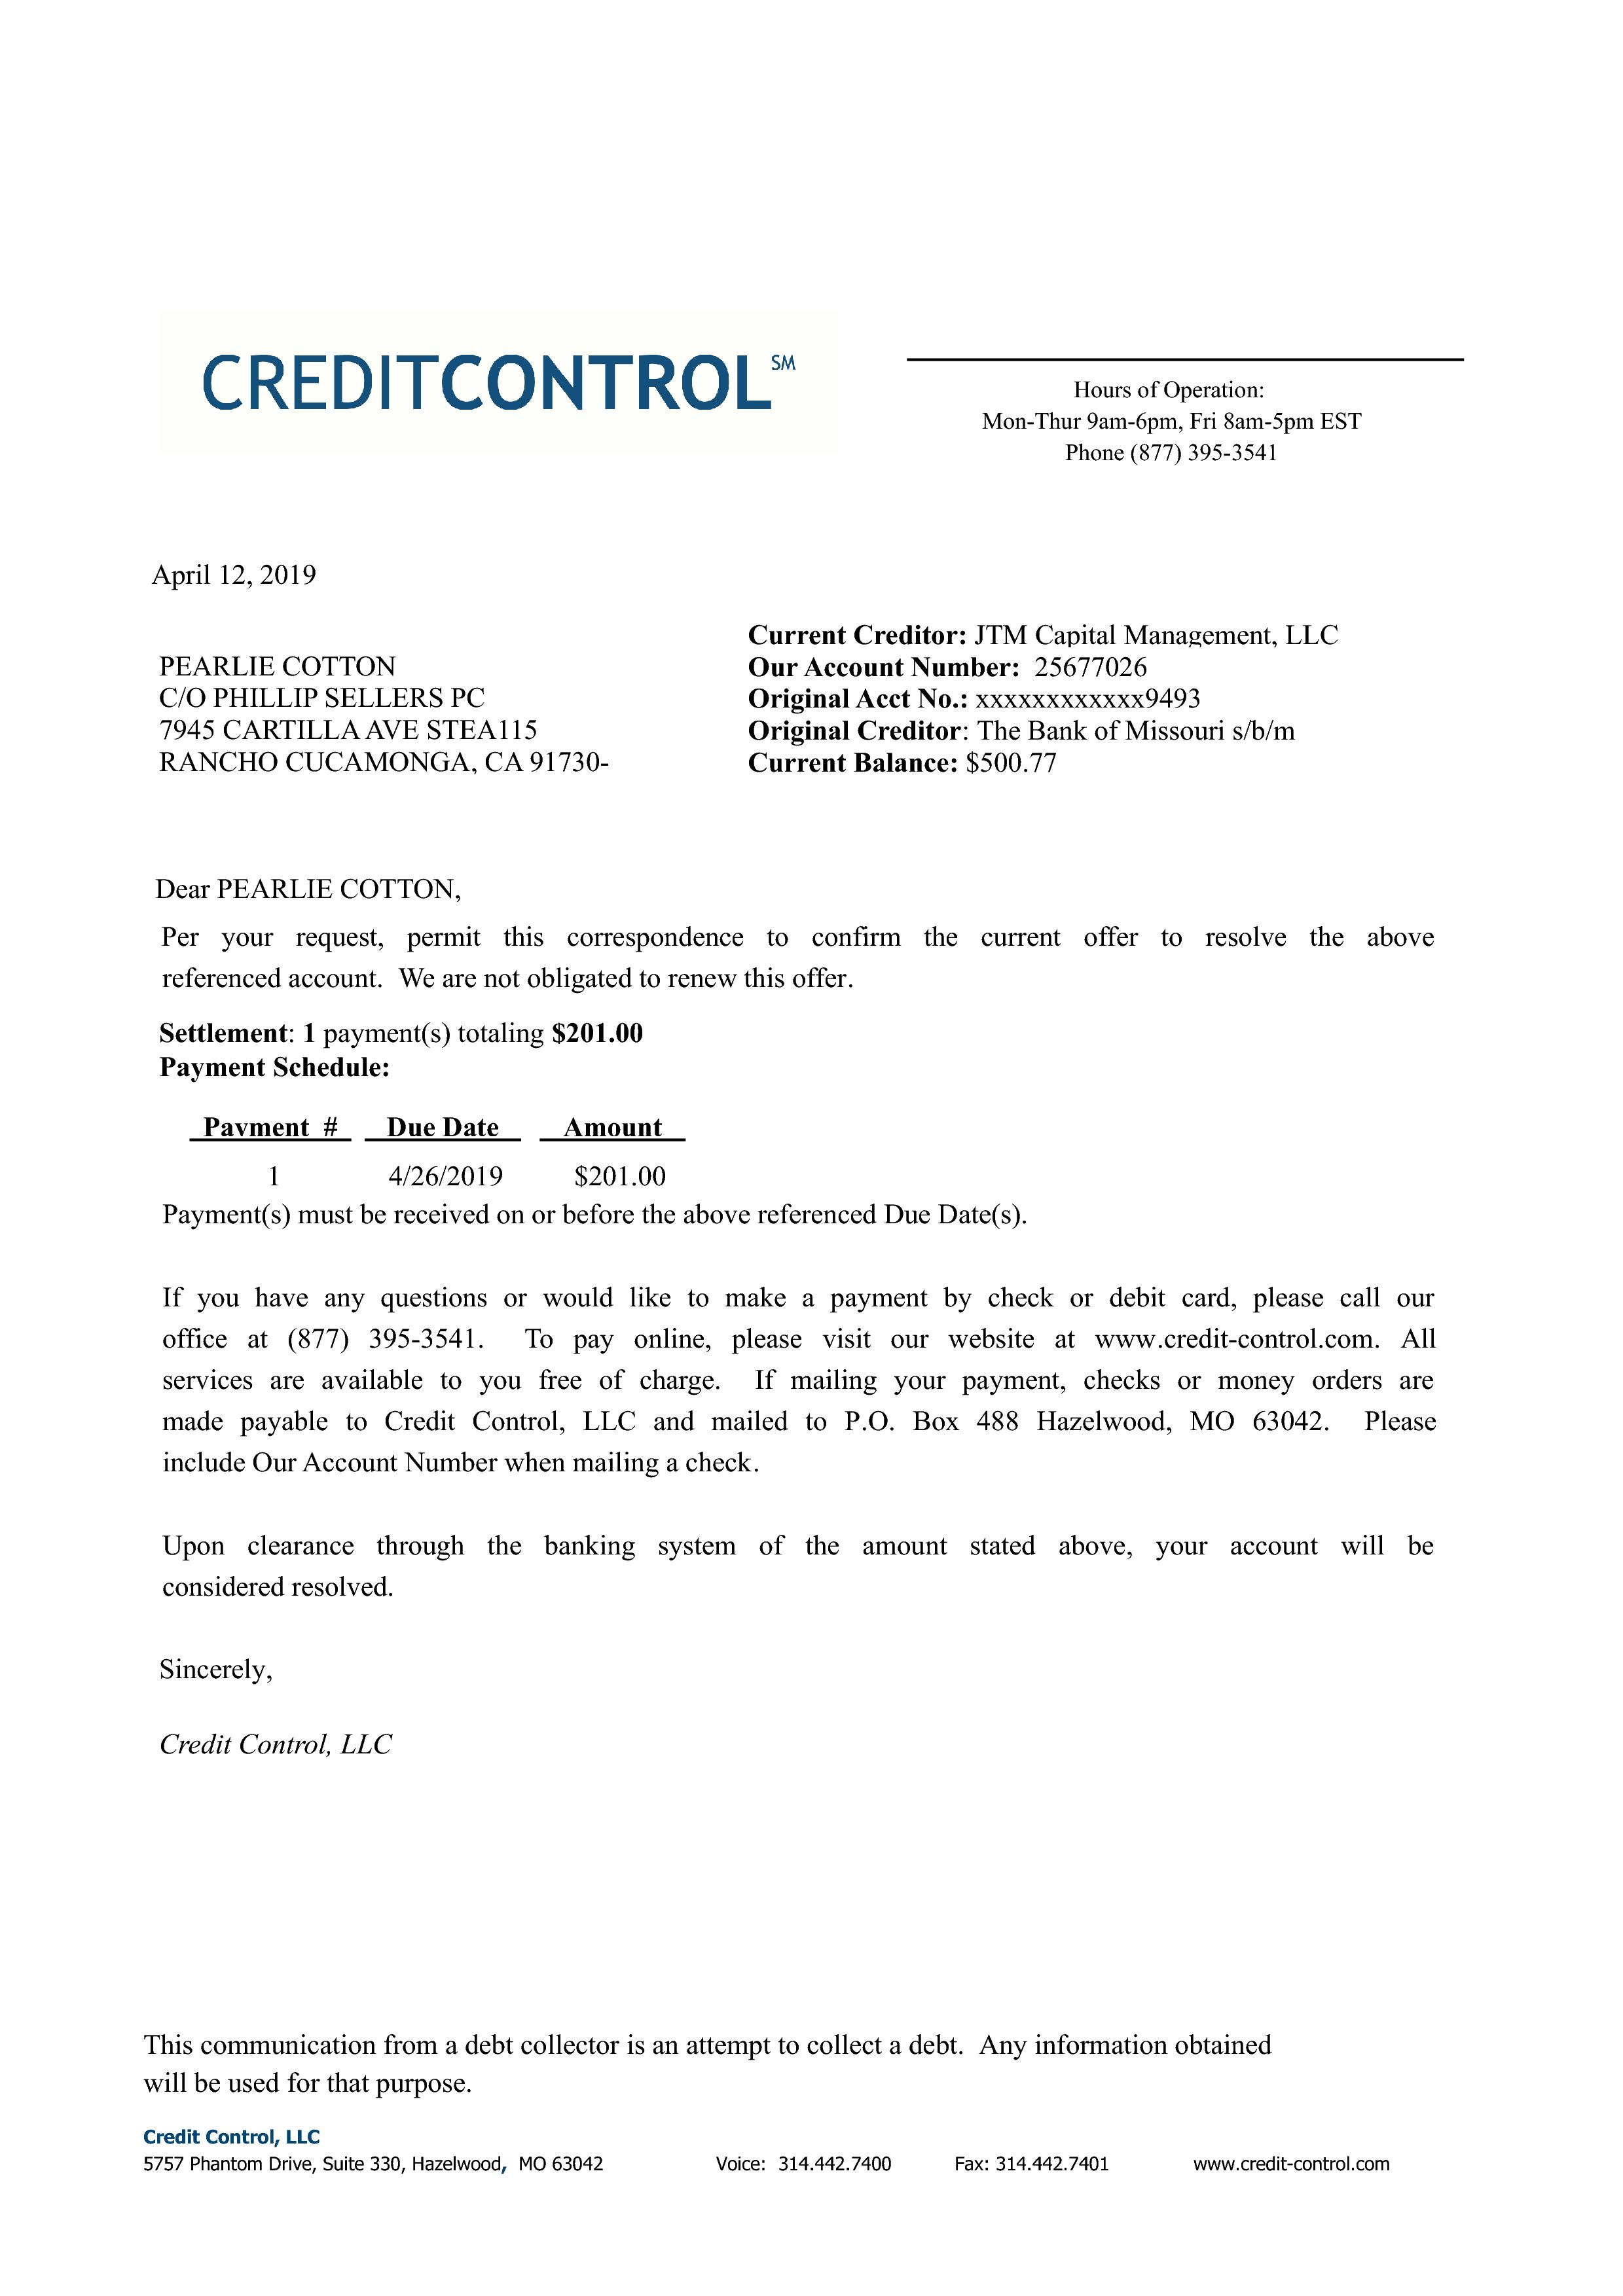 CREDITCONTROL SM
Hours of Operation:
Mon-Thur 9am-6pm, Fri 8am-5pm EST
Phone (877) 395-3541
April 12, 2019
PEARLIE COTTON
C/O PHILLIP SELLERS PC
7945 CARTILLA AVE STEA115
RANCHO CUCAMONGA, CA 91730-
Current Creditor: JTM Capital Management, LLC
Our Account Number: 25677026
Original Acct No.: xxxxxxxxxxxx9493
Original Creditor: The Bank of Missouri s/b/m
Current Balance: $500.77
Dear PEARLIE COTTON,
Per your request, permit this correspondence to confirm the current offer to resolve the above
referenced account. We are not obligated to renew this offer.
Settlement: 1 payment(s) totaling $201.00
Payment Schedule:
Payment # Due Date Amount
1 4/26/2019 $201.00
Payment(s) must be received on or before the above referenced Due Date(s).
If you have any questions or would like to make a payment by check or debit card, please call our
office at (877) 395-3541. To pay online, please visit our website at www.credit-control.com. All
services are available to you free of charge. If mailing your payment, checks or money orders are
made payable to Credit Control, LLC and mailed to P.O. Box 488 Hazelwood, MO 63042. Please
include Our Account Number when mailing a check.
Upon clearance through the banking system of the amount stated above, your account will be
considered resolved.
Sincerely,
Credit Control, LLC
This communication from a debt collector is an attempt to collect a debt. Any information obtained
will be used for that purpose.
Credit Control, LLC
5757 Phantom Drive, Suite 330, Hazelwood, MO 63042 Voice: 314.442.7400 Fax: 314.442.7401 www.credit-control.com